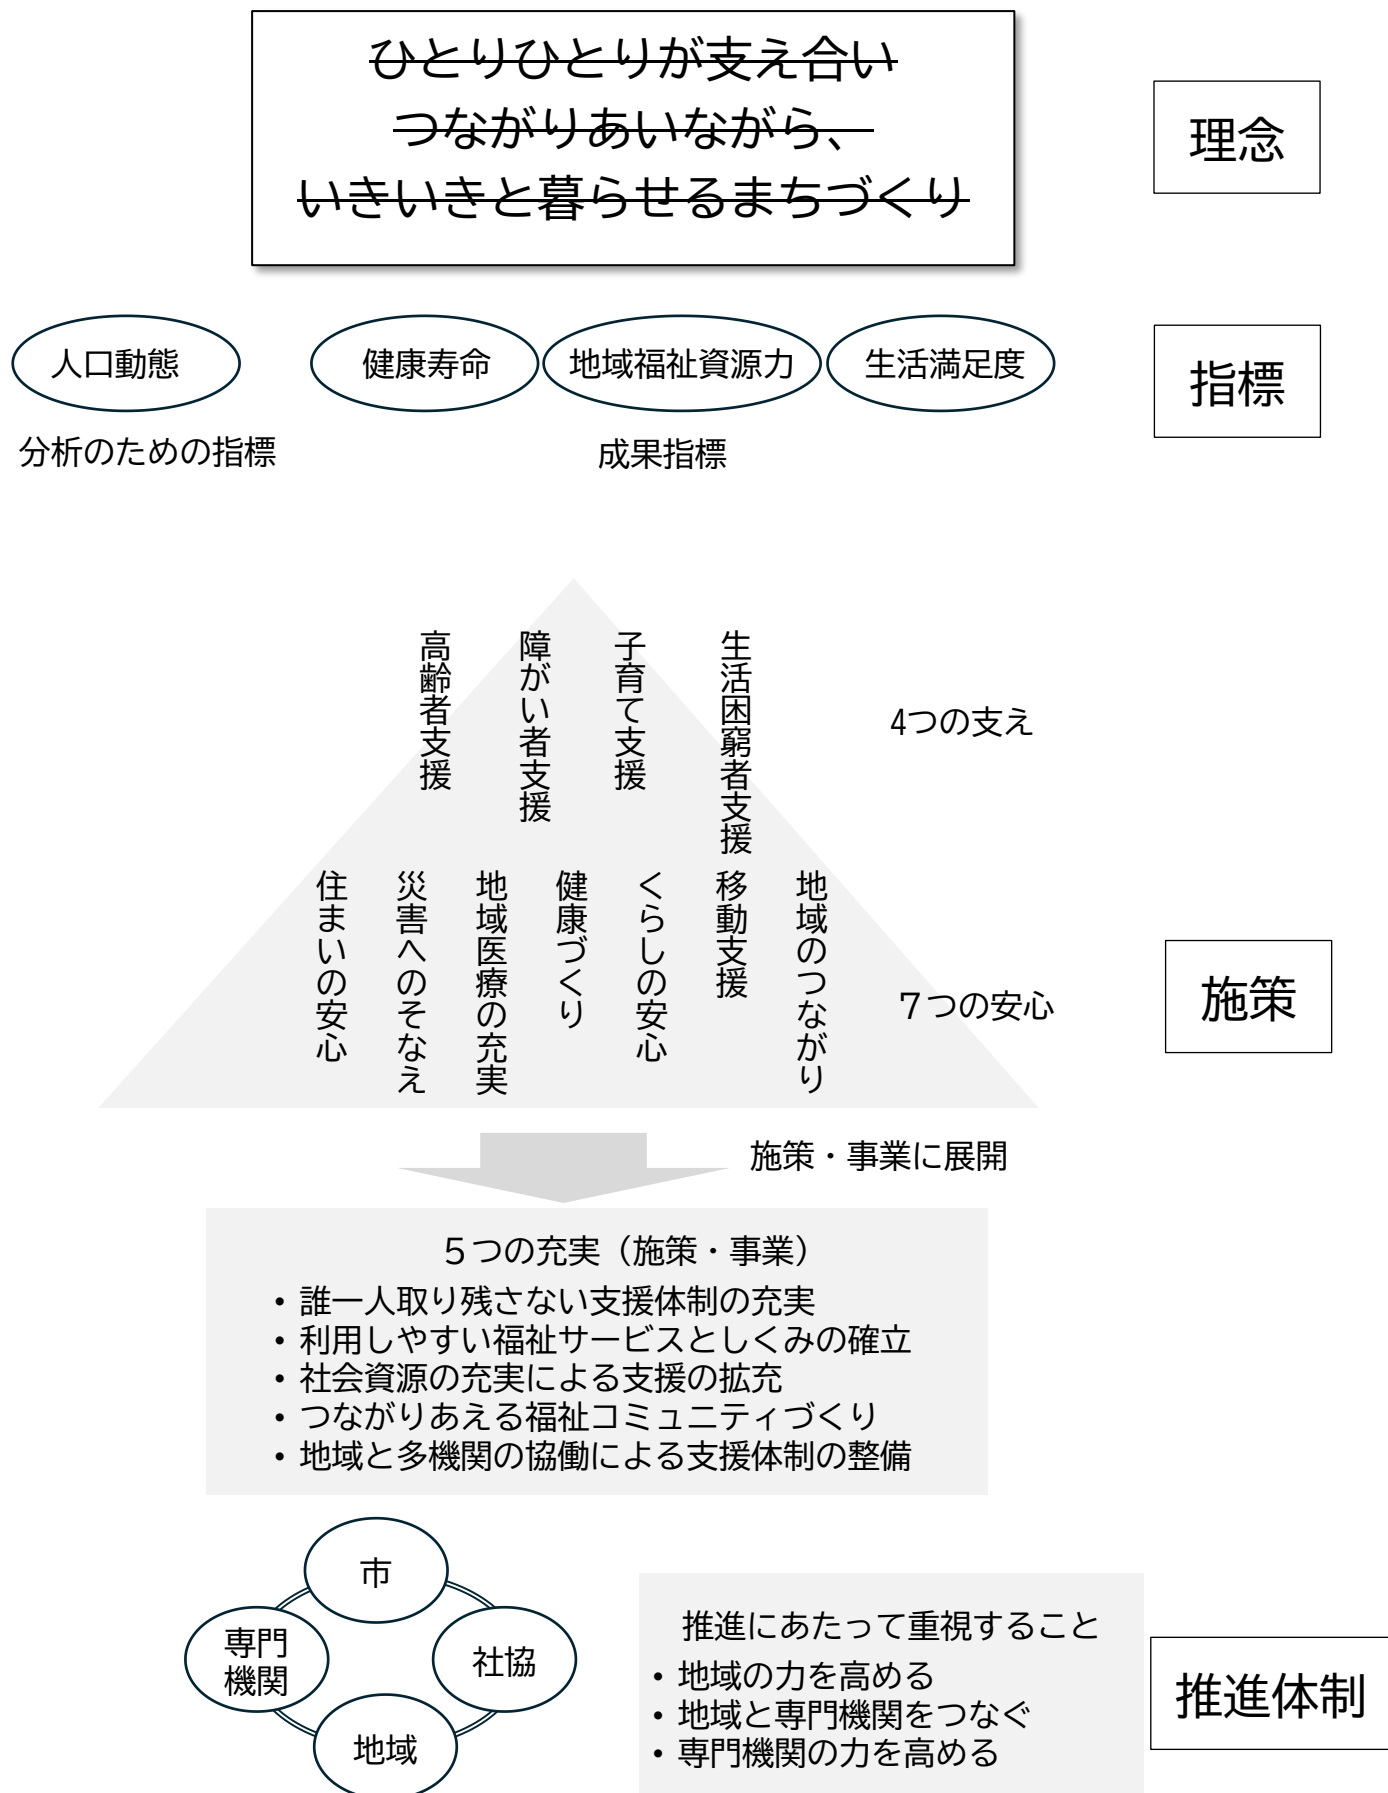 ひとりひとりが支え合い
つながりあいながら、
いきいきと暮らせるまちづくり
理念
人口動態
健康寿命
地域福祉資源力
生活満足度
指標
分析のための指標
成果指標
高齢者支援
障がい者支援
子育て支援
生活困窮者支援
4つの支え
住まいの安心
災害へのそなえ
地域医療の充実
健康づくり
くらしの安心
移動支援
地域のつながり
７つの安心
施策
施策・事業に展開
５つの充実（施策・事業）
• 誰一人取り残さない支援体制の充実
• 利用しやすい福祉サービスとしくみの確立
• 社会資源の充実による支援の拡充
• つながりあえる福祉コミュニティづくり
• 地域と多機関の協働による支援体制の整備
市
専門
機関
社協
地域
推進にあたって重視すること
• 地域の力を高める
• 地域と専門機関をつなぐ
• 専門機関の力を高める
推進体制